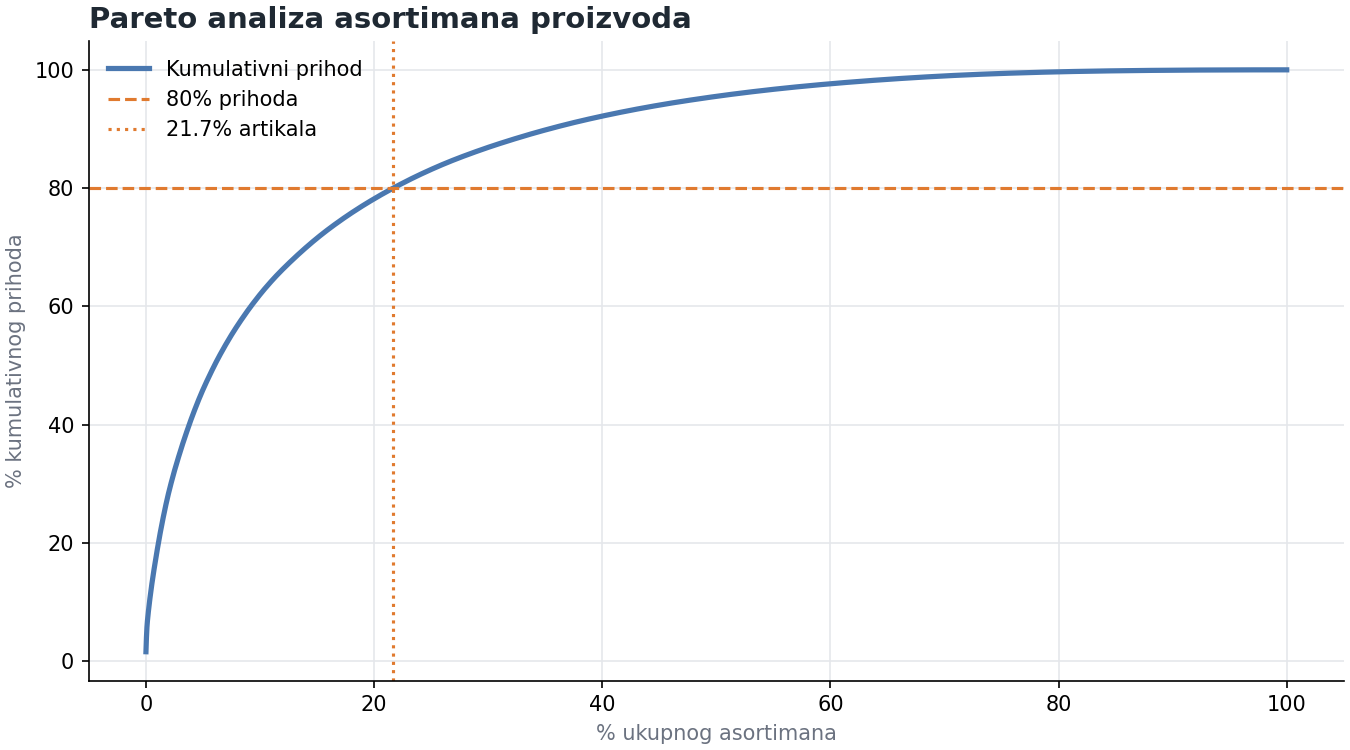 Pareto analiza asortimana proizvoda
Kumulativni prihod
80% prihoda
21.7% artikala
% kumulativnog prihoda
100
80
60
40
20
0
0 20 40 60 80 100
% ukupnog asortimana